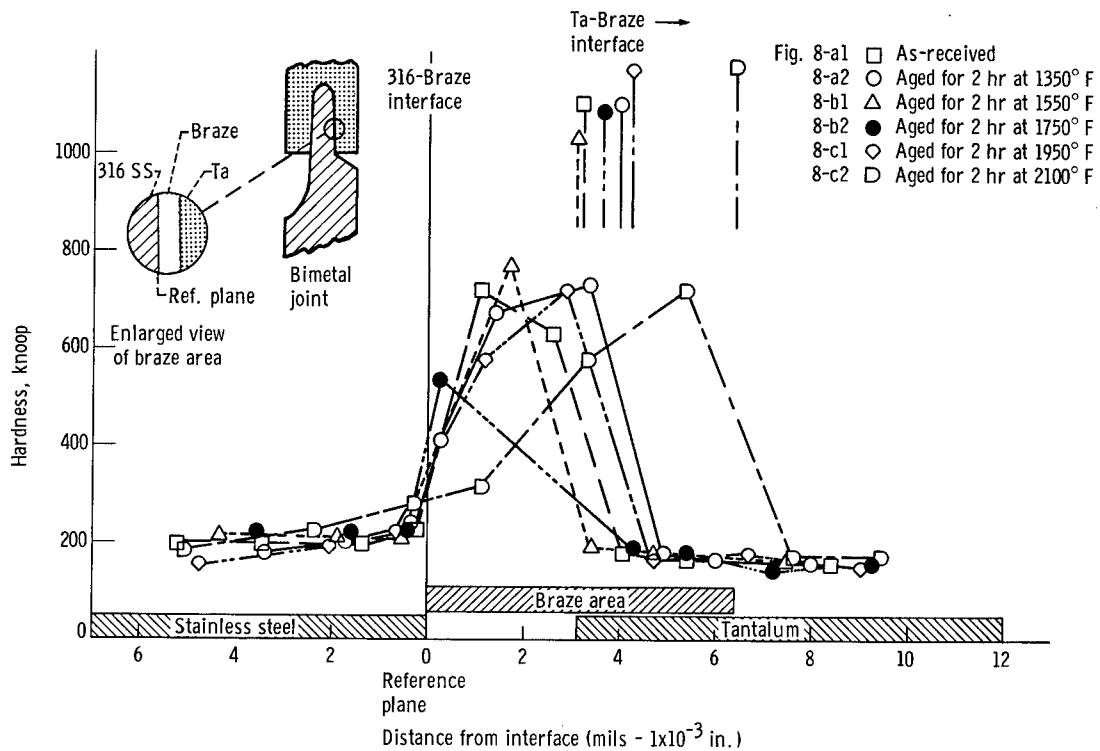 Ta-Braze
interface
Fig. 8-a1 As-received
8-a2 Aged for 2 hr at 1350° F
8-b1 Aged for 2 hr at 1550° F
8-b2 Aged for 2 hr at 1750° F
8-c1 Aged for 2 hr at 1950° F
8-c2 Aged for 2 hr at 2100° F
316-Braze
interface
Braze
316 SS
Ta
Ref. plane
Enlarged view
of braze area
Bimetal
joint
Hardness, knoop
1000
800
600
400
200
0
Braze area
Stainless steel
Tantalum
6 4 2 0 2 4 6 8 10 12
Reference
plane
Distance from interface (mils - 1x10⁻³ in.)